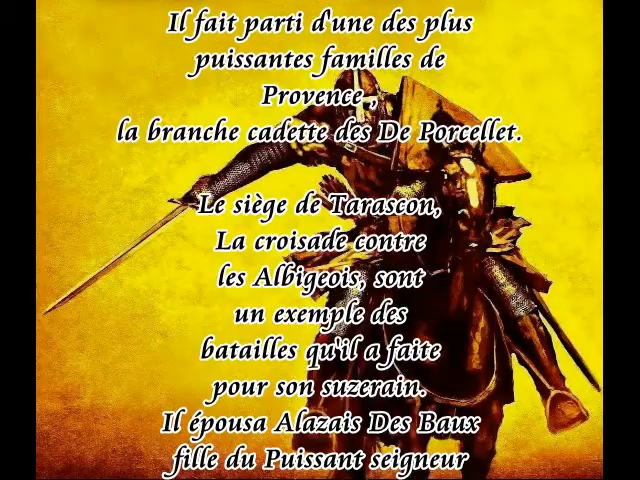 Il fait parti d'une des plus
puissantes familles de
Provence ,
la branche cadette des De Porcellet.
Le siège de Tarascon,
La croisade contre
les Albigeois, sont
un exemple des
batailles qu'il a faite
pour son suzerain.
Il épousa Alazais Des Baux
fille du Puissant seigneur